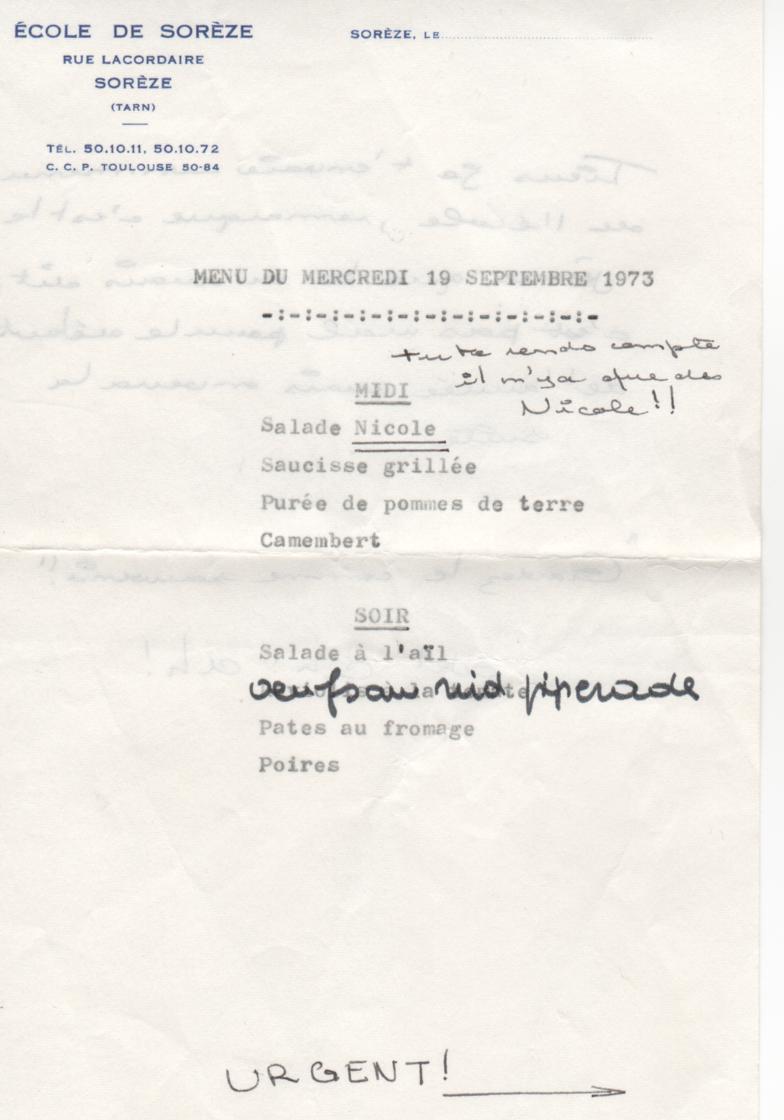 ÉCOLE DE SORÈZE
RUE LACORDAIRE
SORÈZE
(TARN)
TÉL. 50.10.11, 50.10.72
C. C. P. TOULOUSE 50-84
SORÈZE, LE
MENU DU MERCREDI 19 SEPTEMBRE 1973
-:-:-:-:-:-:-:-:-:-:-:-:-
tu te rends compte
il n'y a que des
Nicole!!
MIDI
Salade Nicole
Saucisse grillée
Purée de pommes de terre
Camembert
SOIR
Salade à l'aïl
oeufs au nid piperade
Pates au fromage
Poires
URGENT!